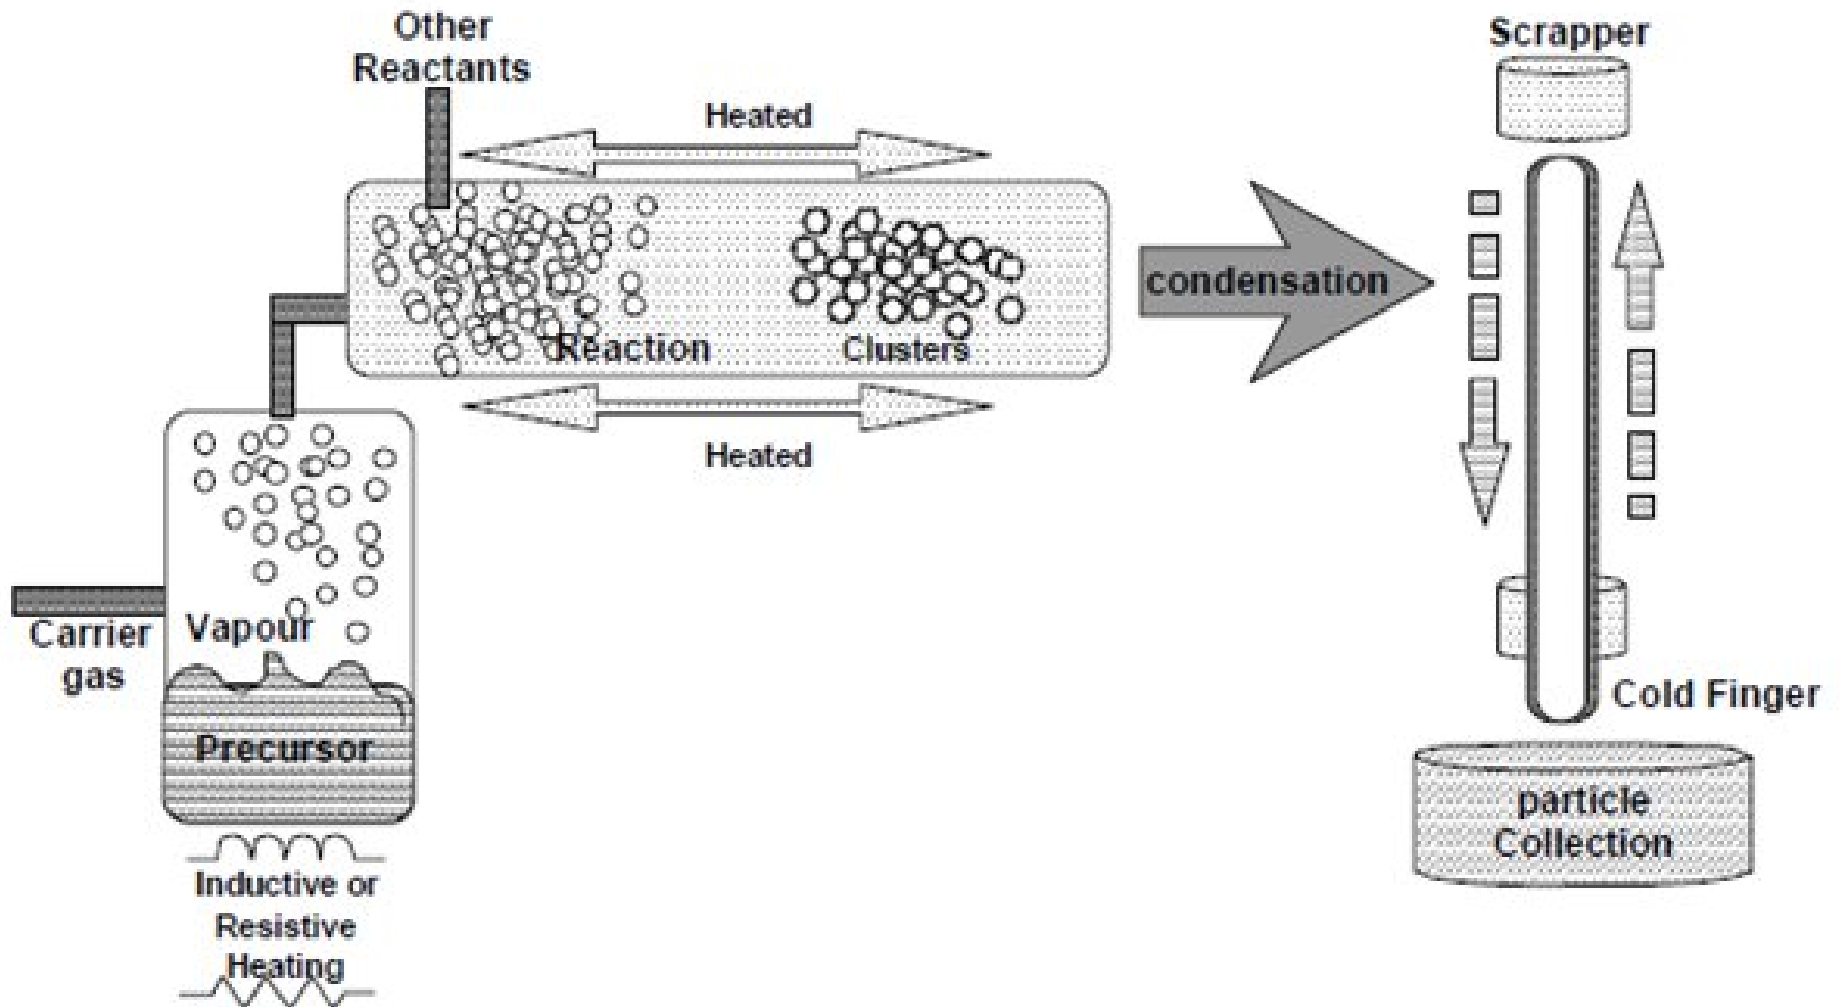 Other
Reactants
Heated
Scrapper
condensation
Reaction
Clusters
Heated
Carrier
gas
Vapour
Precursor
Cold Finger
particle
Collection
Inductive or
Resistive
Heating